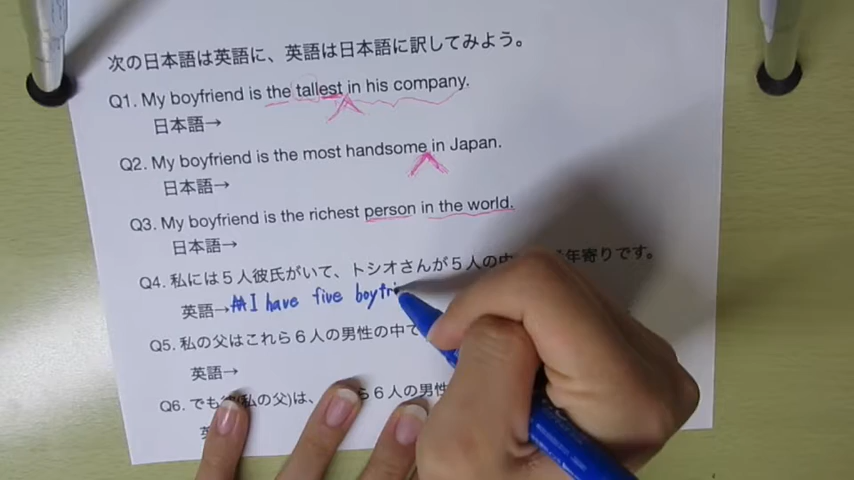 次の日本語は英語に、英語は日本語に訳してみよう。
Q1. My boyfriend is the tallest in his company.
日本語→
Q2. My boyfriend is the most handsome in Japan.
日本語→
Q3. My boyfriend is the richest person in the world.
日本語→
Q4. 私には5人彼氏がいて、トシオさんが5人の中 年寄りです。
英語→ I have five boyfri
Q5. 私の父はこれら6人の男性の中で
英語→
Q6. でも (私の父)は、 ら6人の男性